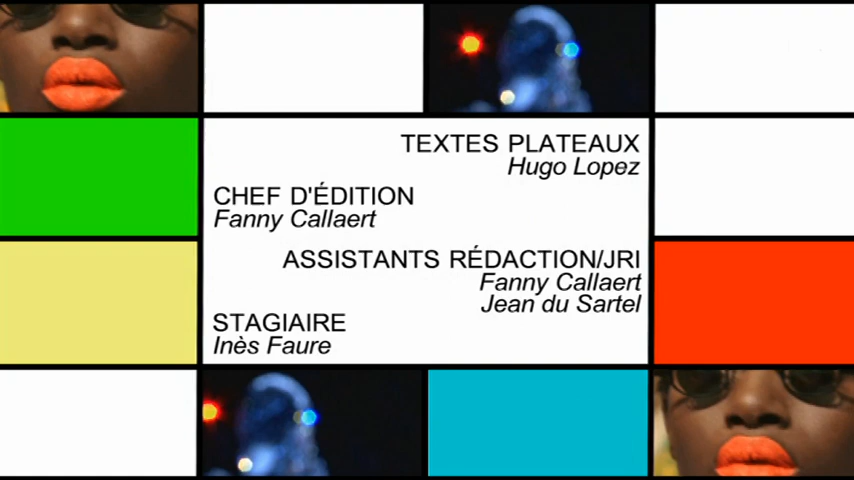 TEXTES PLATEAUX
Hugo Lopez
CHEF D'ÉDITION
Fanny Callaert
ASSISTANTS RÉDACTION/JRI
Fanny Callaert
Jean du Sartel
STAGIAIRE
Inès Faure